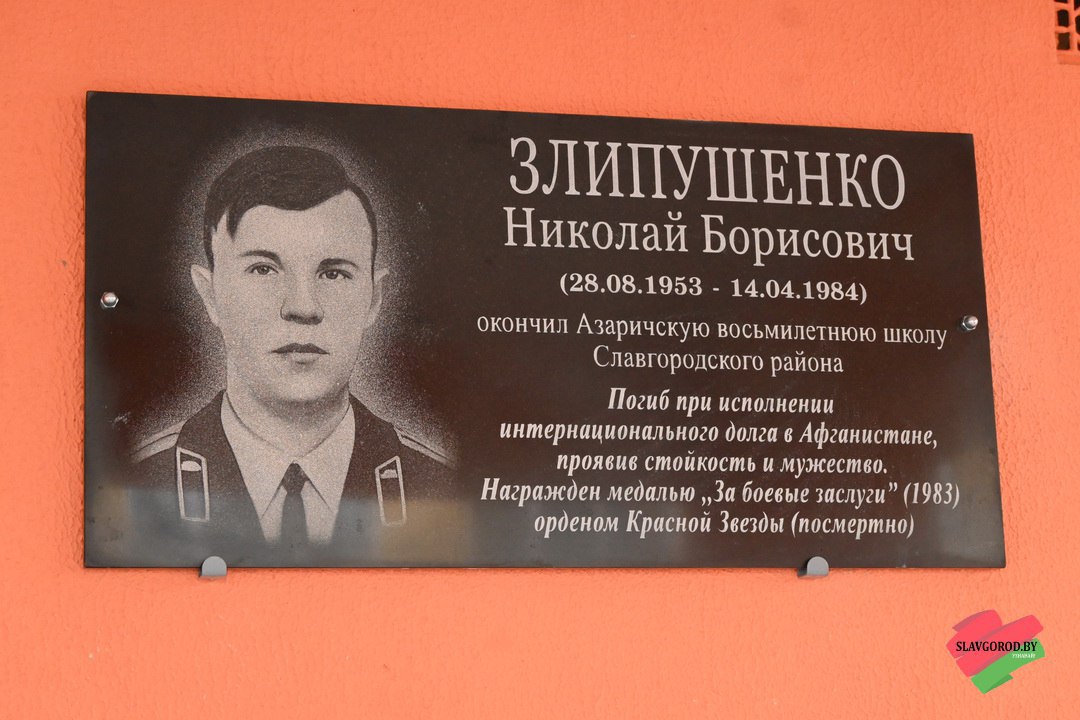 ЗЛИПУШЕНКО
Николай Борисович
(28.08.1953 - 14.04.1984)
окончил Азаричскую восьмилетнюю школу
Славгородского района
Погиб при исполнении
интернационального долга в Афганистане,
проявив стойкость и мужество.
Награжден медалью „За боевые заслуги” (1983)
орденом Красной Звезды (посмертно)
SLAVGOROD.BY